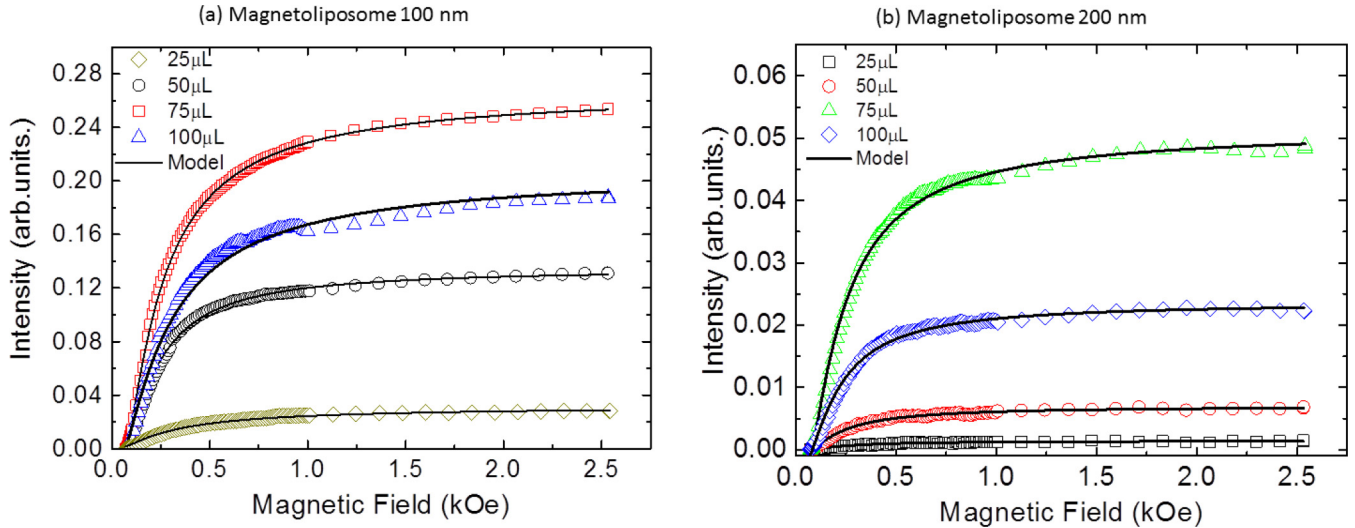 (a) Magnetoliposome 100 nm
0.28
0.24
0.20
0.16
0.12
0.08
0.04
0.00
Intensity (arb.units.)
25μL
50μL
75μL
100μL
Model
0.0 0.5 1.0 1.5 2.0 2.5
Magnetic Field (kOe)
(b) Magnetoliposome 200 nm
0.06
0.05
0.04
0.03
0.02
0.01
0.00
Intensity (arb.units.)
25μL
50μL
75μL
100μL
Model
0.0 0.5 1.0 1.5 2.0 2.5
Magnetic Field (kOe)